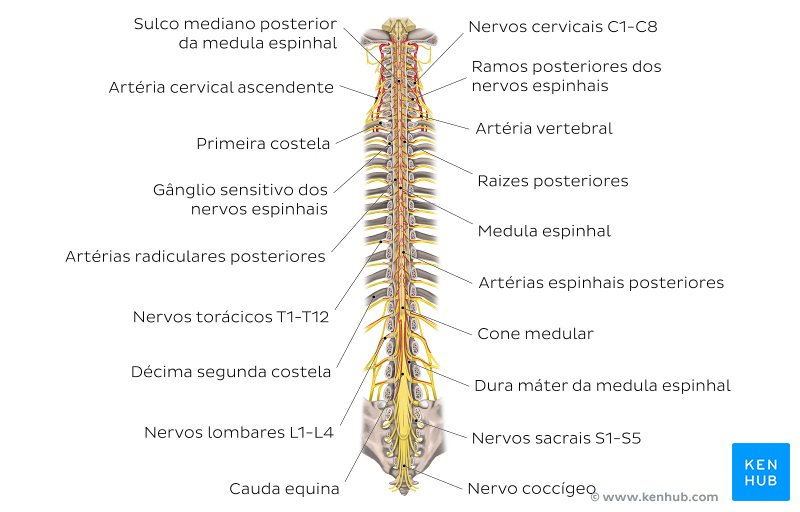 Sulco mediano posterior
da medula espinhal
Artéria cervical ascendente
Primeira costela
Gânglio sensitivo dos
nervos espinhais
Artérias radiculares posteriores
Nervos torácicos T1-T12
Décima segunda costela
Nervos lombares L1-L4
Cauda equina
Nervos cervicais C1-C8
Ramos posteriores dos
nervos espinhais
Artéria vertebral
Raizes posteriores
Medula espinhal
Artérias espinhais posteriores
Cone medular
Dura máter da medula espinhal
Nervos sacrais S1-S5
Nervo coccígeo
© www.kenhub.com
KEN
HUB